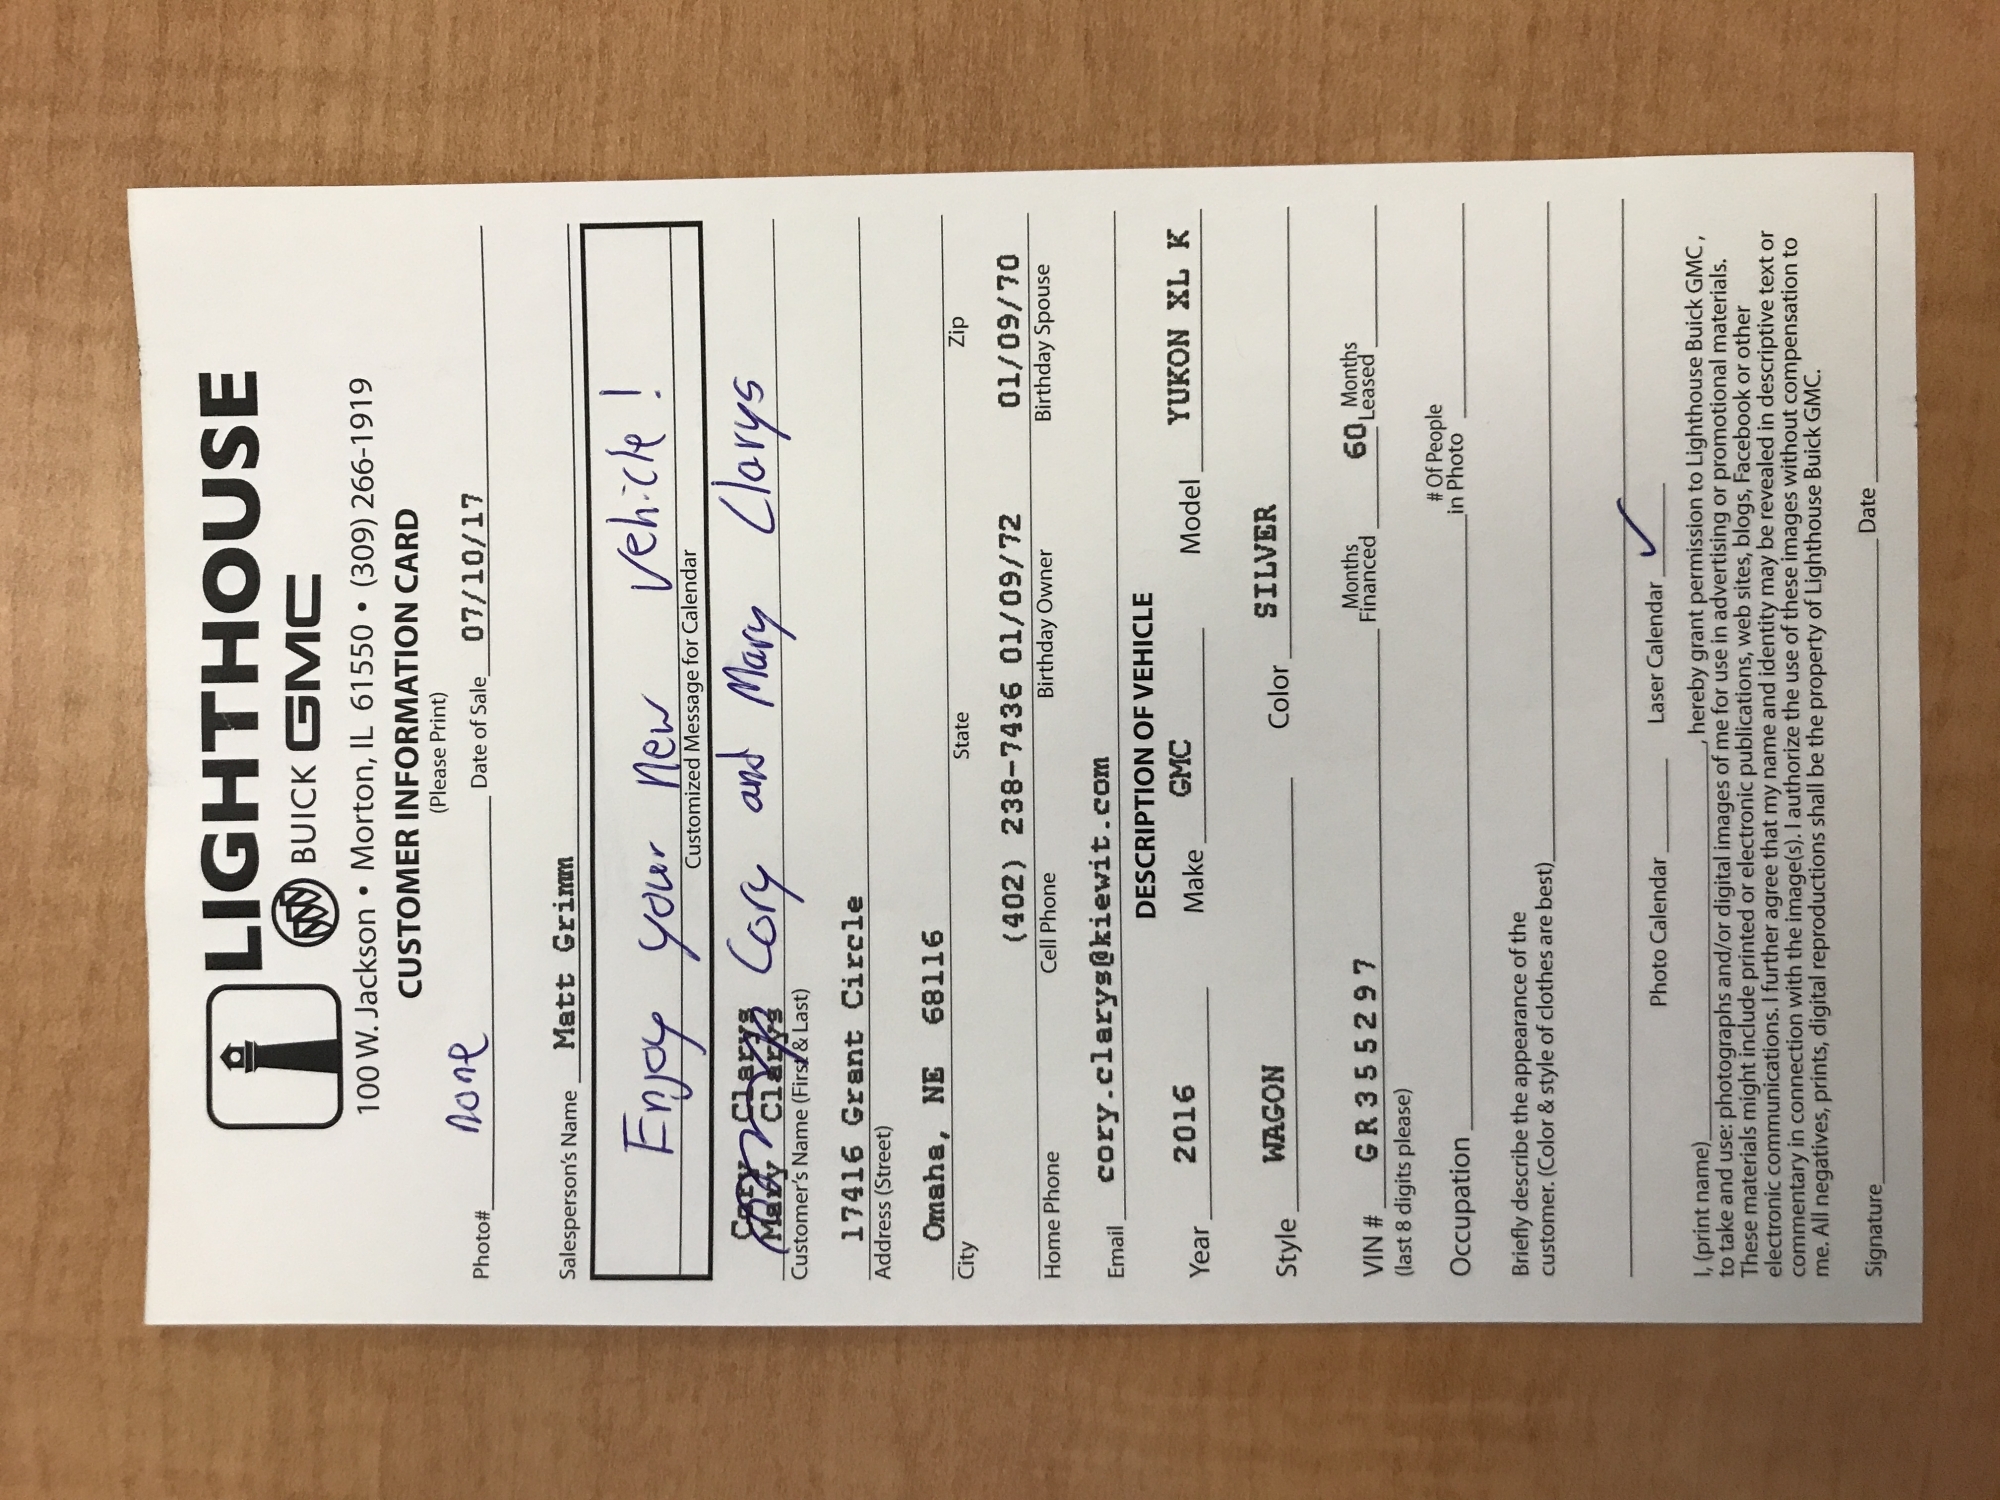 LIGHTHOUSE
BUICK GMC
100 W. Jackson • Morton, IL 61550 • (309) 266-1919
CUSTOMER INFORMATION CARD
(Please Print)
Photo# none Date of Sale 07/10/17
Salesperson's Name Matt Grimm
Enjoy your new vehicle!
Customized Message for Calendar
Cory Clarys
Mary Clarys Cory and Mary Clarys
Customer's Name (First & Last)
17416 Grant Circle
Address (Street)
Omaha, NE 68116
City State Zip
(402) 238-7436 01/09/72 01/09/70
Home Phone Cell Phone Birthday Owner Birthday Spouse
Email cory.clarys@kiewit.com
DESCRIPTION OF VEHICLE
Year 2016 Make GMC Model YUKON XL K
Style WAGON Color SILVER
VIN # GR355297 Months Financed 60 Months Leased
(last 8 digits please)
Occupation # Of People in Photo
Briefly describe the appearance of the
customer. (Color & style of clothes are best)
Photo Calendar Laser Calendar ✓
I, (print name) , hereby grant permission to Lighthouse Buick GMC ,
to take and use: photographs and/or digital images of me for use in advertising or promotional materials.
These materials might include printed or electronic publications, web sites, blogs, Facebook or other
electronic communications. I further agree that my name and identity may be revealed in descriptive text or
commentary in connection with the image(s). I authorize the use of these images without compensation to
me. All negatives, prints, digital reproductions shall be the property of Lighthouse Buick GMC.
Signature Date